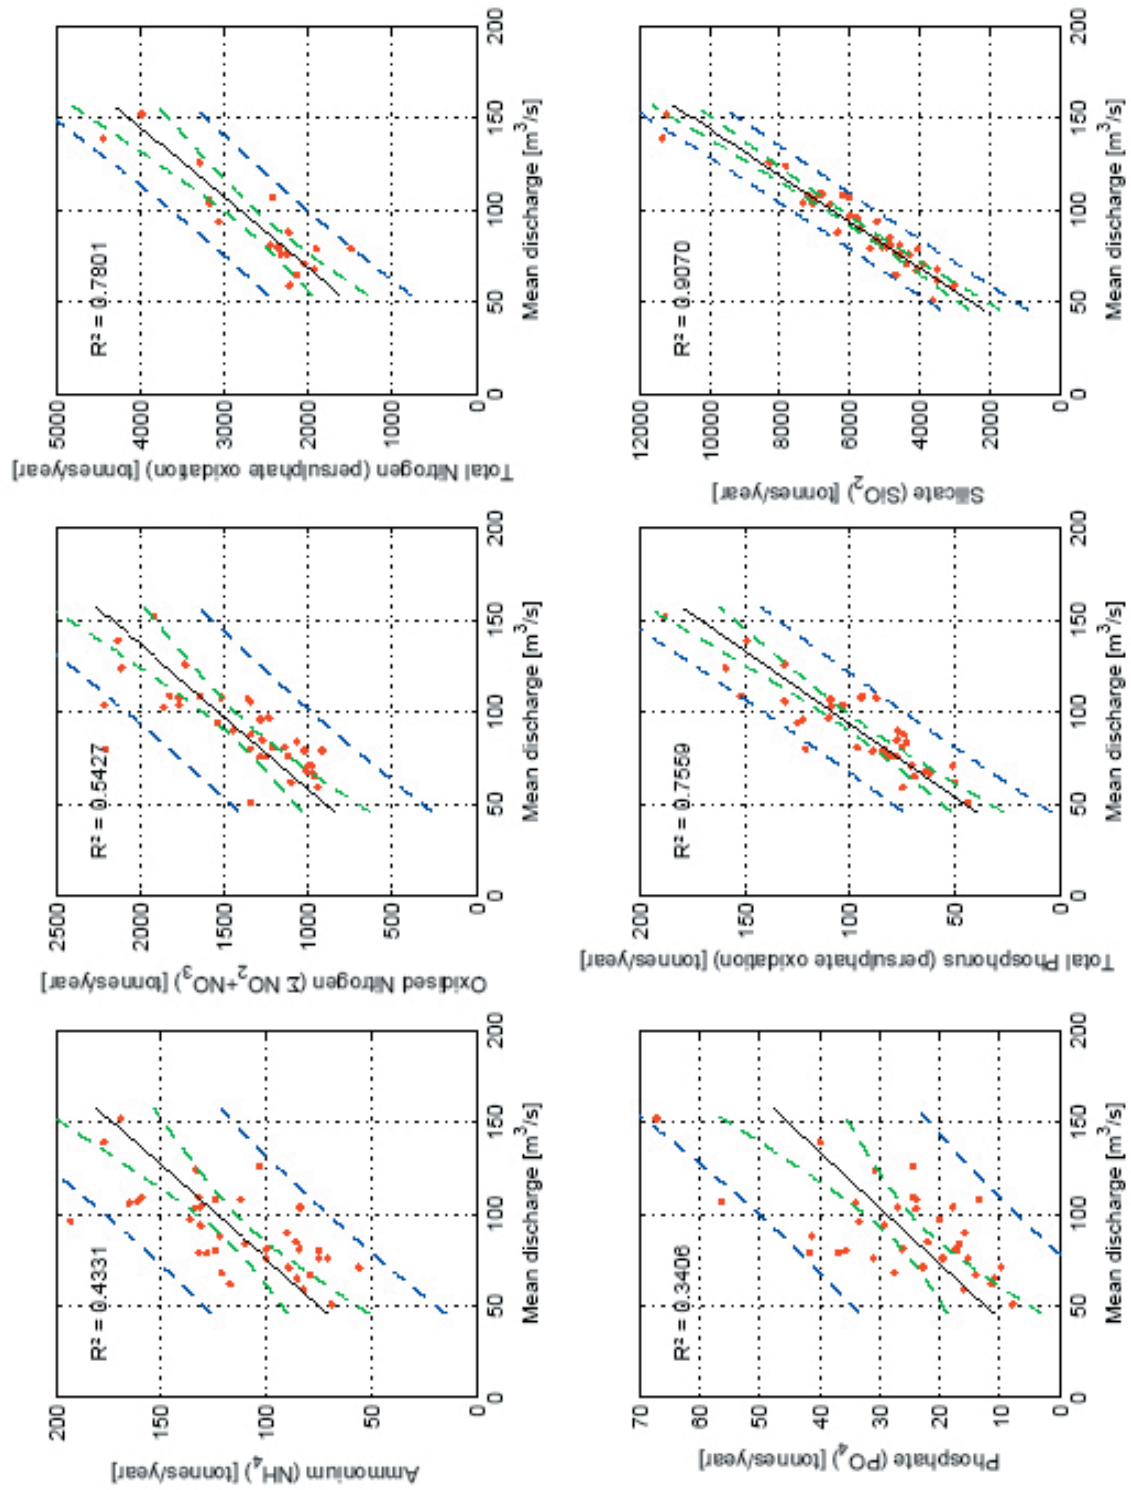 Ammonium (NH₄) [tonnes/year]
200
150
100
50
0
R² = 0.4331
0 50 100 150 200
Mean discharge [m³/s]
Oxidised Nitrogen (Σ NO₂+NO₃) [tonnes/year]
2500
2000
1500
1000
500
0
R² = 0.5427
0 50 100 150 200
Mean discharge [m³/s]
Total Nitrogen (persulphate oxidation) [tonnes/year]
5000
4000
3000
2000
1000
0
R² = 0.7801
0 50 100 150 200
Mean discharge [m³/s]
Phosphate (PO₄) [tonnes/year]
70
60
50
40
30
20
10
0
R² = 0.3406
0 50 100 150 200
Mean discharge [m³/s]
Total Phosphorus (persulphate oxidation) [tonnes/year]
200
150
100
50
0
R² = 0.7559
0 50 100 150 200
Mean discharge [m³/s]
Silicate (SiO₂) [tonnes/year]
12000
10000
8000
6000
4000
2000
0
R² = 0.9070
0 50 100 150 200
Mean discharge [m³/s]